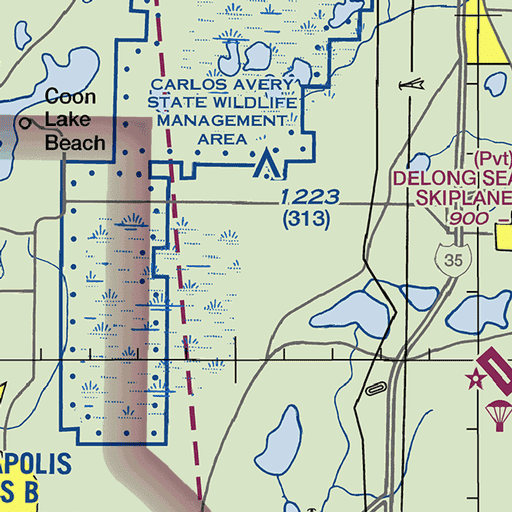 CARLOS AVERY
STATE WILDLIFE
MANAGEMENT
AREA
Coon
Lake
Beach
1223
(313)
(Pvt)
DELONG SEA
SKIPLANE
900 -
35
APOLIS
S B